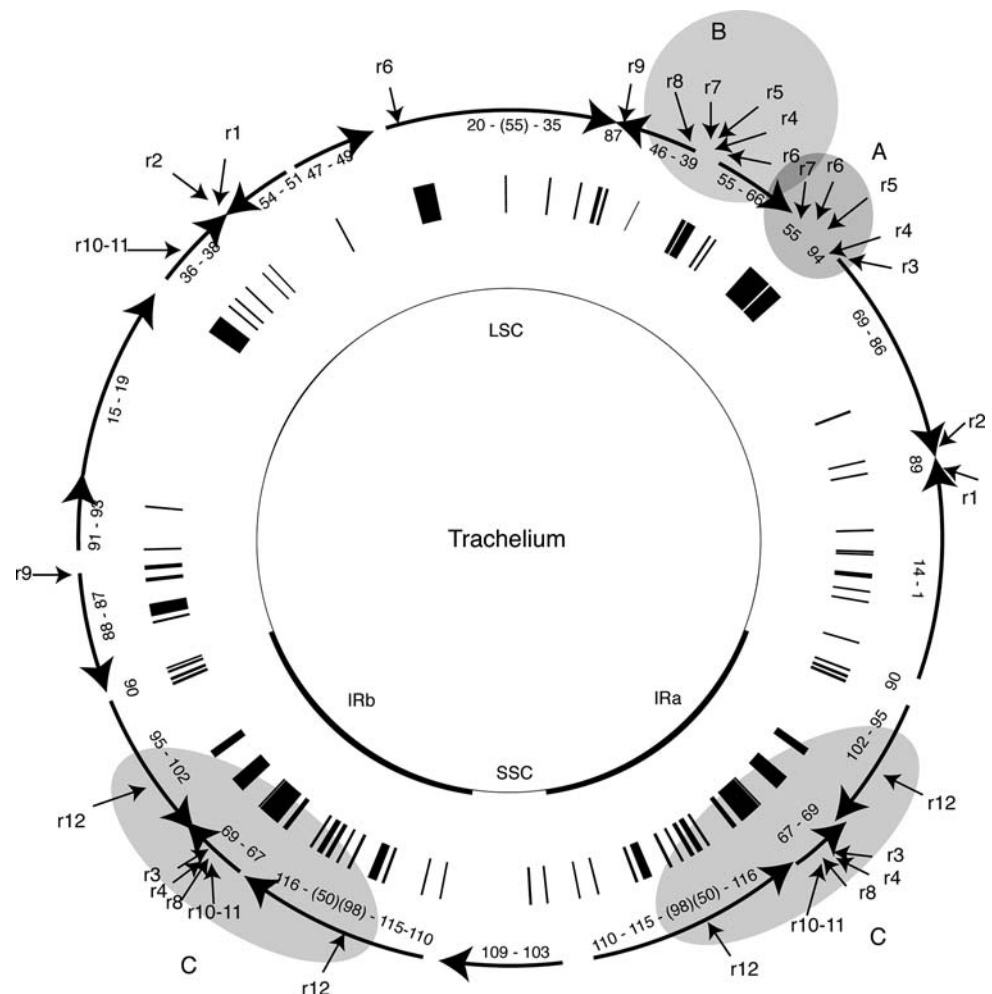 B
r6
r9
r8
r7
r5
r4
r6
r1
r2
20 - (55) - 35
87
46 - 39
55 - 66
A
r7
r6
r5
r4
r3
55
94
54 - 51
47 - 49
r10-11
36 - 38
69 - 86
LSC
15 - 19
r2
89
r1
91 - 93
Trachelium
r9
88 - 87
14 - 1
90
90
IRb
IRa
SSC
95 - 102
102 - 95
r12
r12
69 - 67
67 - 69
r3
r4
r8
r10-11
r3
r4
r8
r10-11
116 - (50)(98) - 115-110
110 - 115 - (98)(50) - 116
109 - 103
C
C
r12
r12